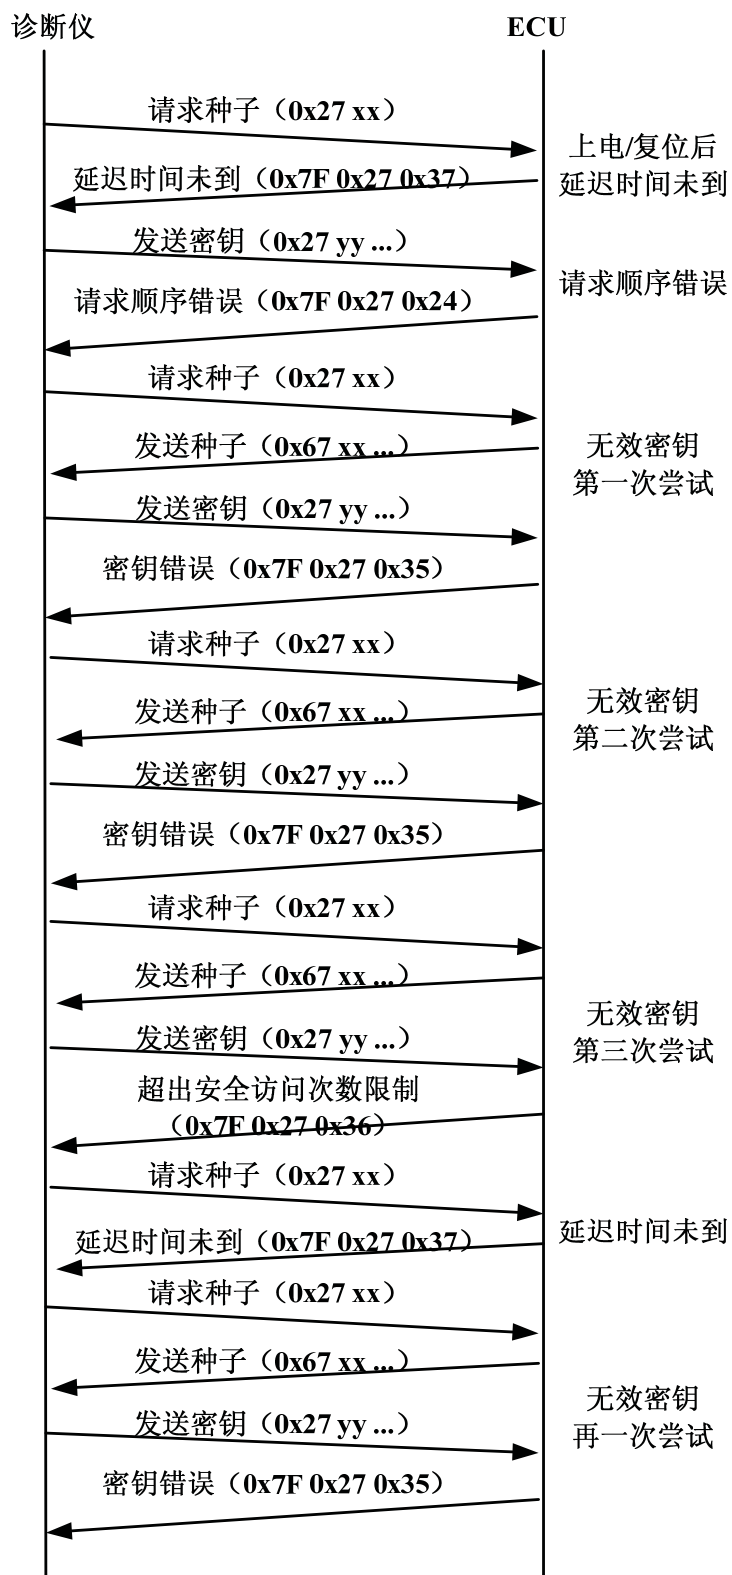 诊断仪
ECU
请求种子（0x27 xx）
上电/复位后
延迟时间未到
延迟时间未到（0x7F 0x27 0x37）
发送密钥（0x27 yy ...）
请求顺序错误
请求顺序错误（0x7F 0x27 0x24）
请求种子（0x27 xx）
发送种子（0x67 xx ...）
无效密钥
第一次尝试
发送密钥（0x27 yy ...）
密钥错误（0x7F 0x27 0x35）
请求种子（0x27 xx）
发送种子（0x67 xx ...）
无效密钥
第二次尝试
发送密钥（0x27 yy ...）
密钥错误（0x7F 0x27 0x35）
请求种子（0x27 xx）
发送种子（0x67 xx ...）
无效密钥
第三次尝试
发送密钥（0x27 yy ...）
超出安全访问次数限制
（0x7F 0x27 0x36）
请求种子（0x27 xx）
延迟时间未到
延迟时间未到（0x7F 0x27 0x37）
请求种子（0x27 xx）
发送种子（0x67 xx ...）
无效密钥
再一次尝试
发送密钥（0x27 yy ...）
密钥错误（0x7F 0x27 0x35）